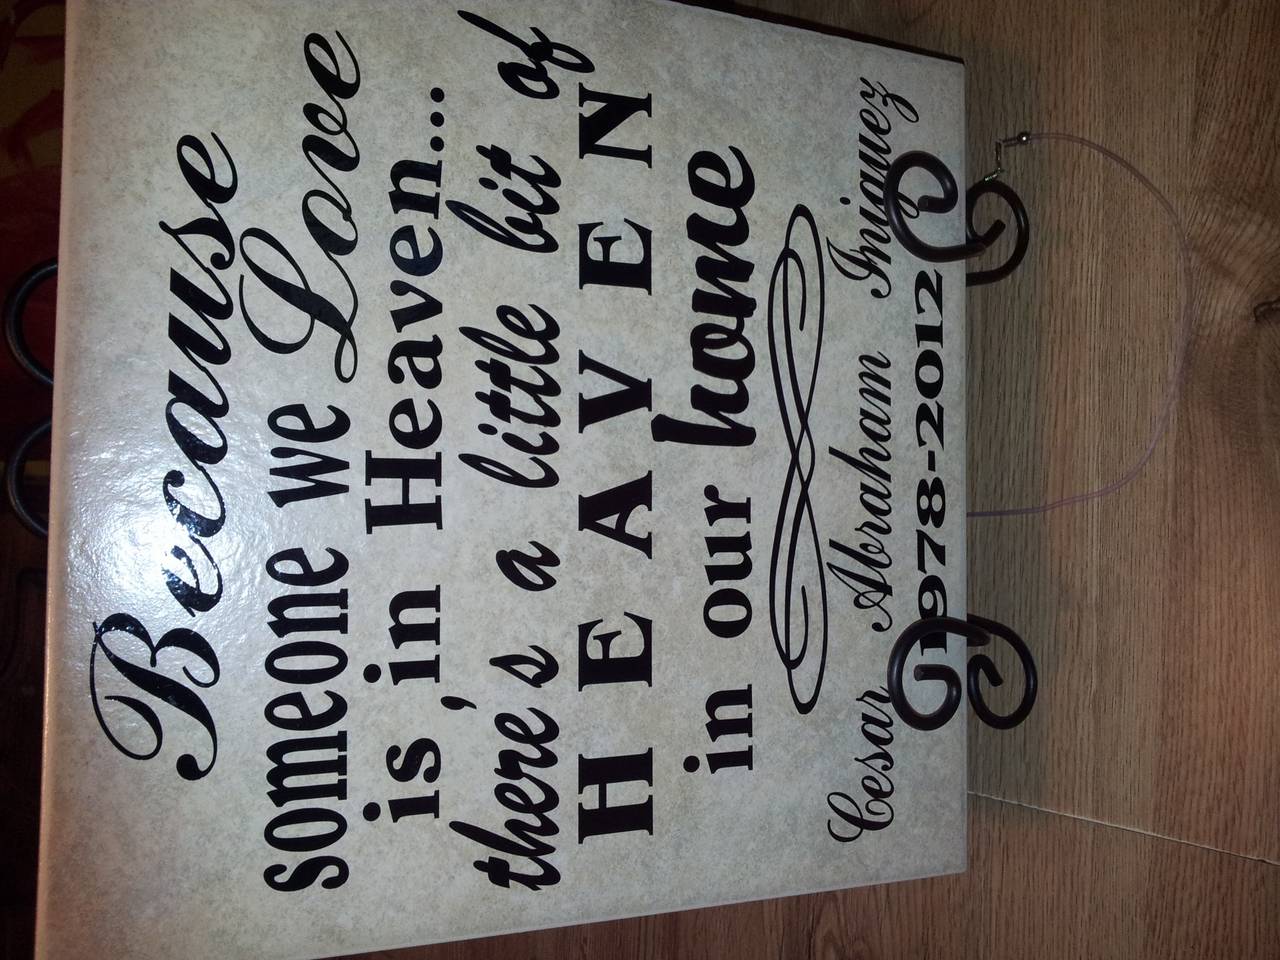 Because
someone we Love
is in Heaven...
there's a little bit of
HEAVEN
in our home
Cesar Abraham Iniquez
1978-2012